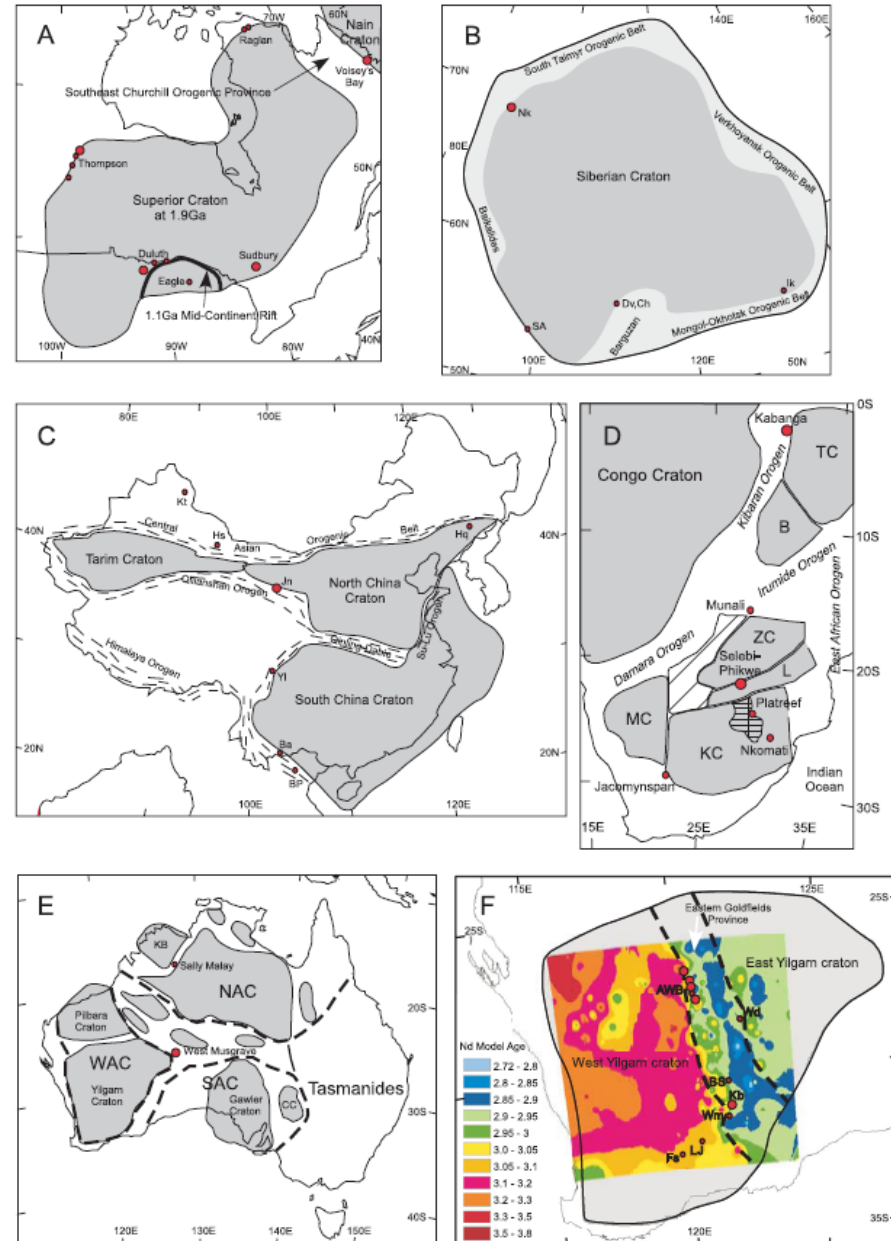 A
70W
60N
Nain
Craton
Raglan
Voisey's
Bay
Southeast Churchill Orogenic Province
Thompson
50N
Superior Craton
at 1.9Ga
Duluth
Sudbury
Eagle
1.1Ga Mid-Continent Rift
100W
90W
80W
40N
B
140E
160E
70N
South Taimyr Orogenic Belt
Nk
Verkhoyansk Orogenic Belt
80E
Siberian Craton
60N
Baikalides
Ik
Dv,Ch
SA
Mongol-Okhotsk Orogenic Belt
Barguzan
50N
100E
120E
50N
C
80E
100E
120E
Kt
40N
Central
Hs
Asian
Orogenic
Belt
Hq
40N
Tarim Craton
Jn
North China
Craton
Himalaya Orogen
Su-Lu Orogen
Yl
South China Craton
20N
Ba
20N
BP
100E
120E
D
0S
Kabanga
TC
Congo Craton
Kibaran Orogen
B
10S
Irumide Orogen
Munali
East African Orogen
Damara Orogen
ZC
Selebi-
Phikwe
L
20S
Platreef
MC
KC
Nkomati
Jacomynspan
Indian
Ocean
30S
15E
25E
35E
E
KB
Sally Malay
NAC
20S
Pilbara
Craton
WAC
West Musgrave
SAC
Tasmanides
Yilgarn
Craton
Gawler
Craton
CC
30S
120E
130E
140E
40S
F
115E
125E
Eastern Goldfields
Province
25S
25S
East Yilgarn craton
AWB
Wd
Nd Model Age
West Yilgarn craton
2.72 - 2.8
2.8 - 2.85
2.85 - 2.9
2.9 - 2.95
2.95 - 3
3.0 - 3.05
3.05 - 3.1
3.1 - 3.2
3.2 - 3.3
3.3 - 3.5
3.5 - 3.8
BS
Kb
Wm
LJ
Fs
35S
120E